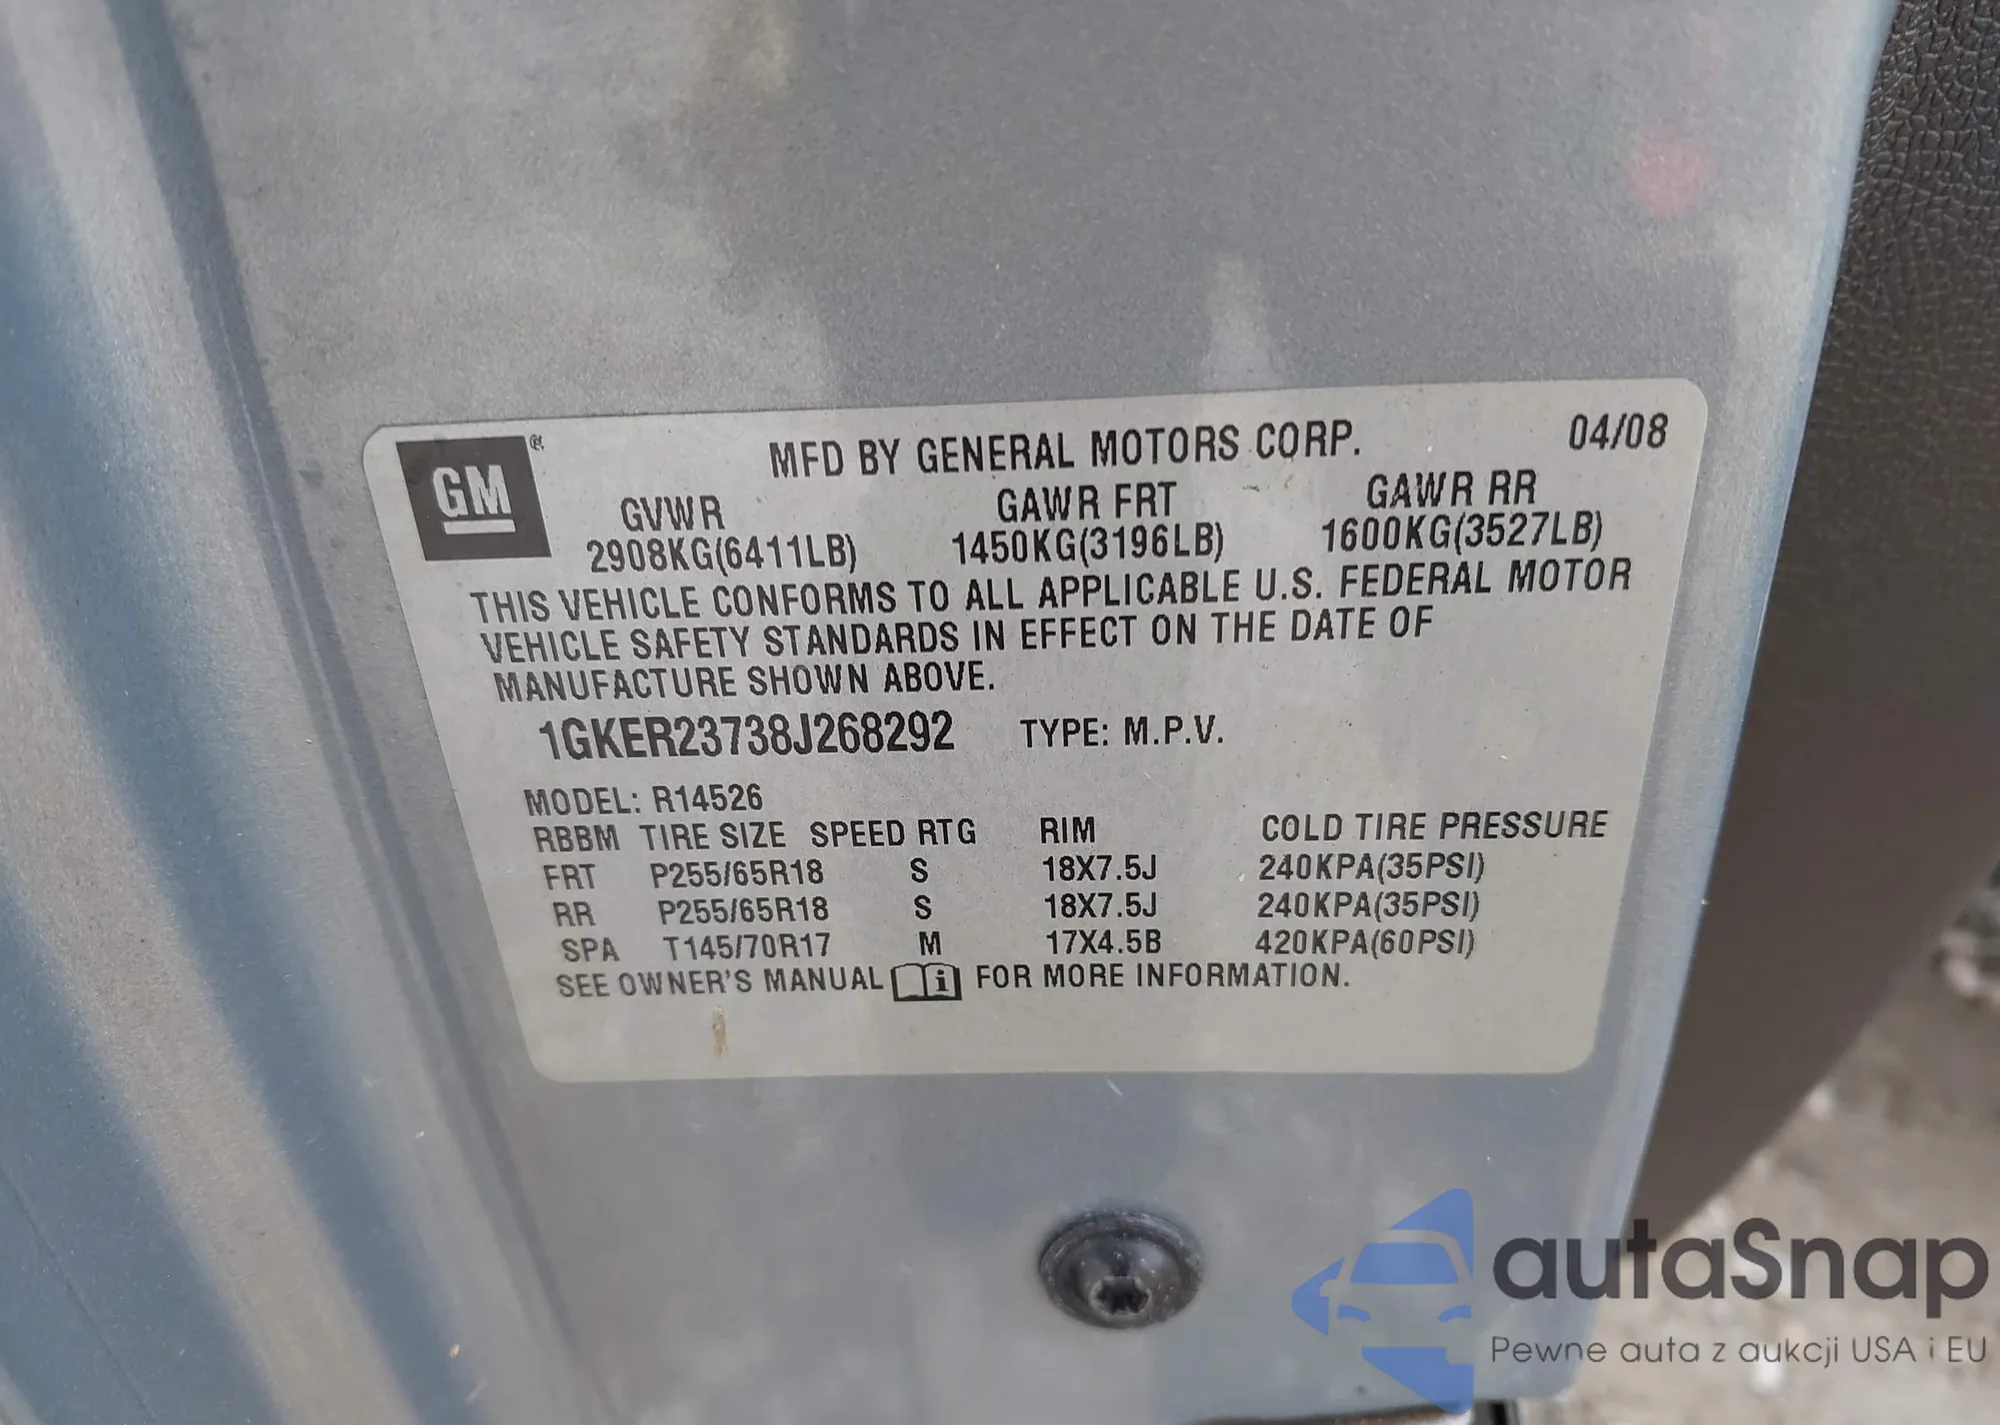 GM ®
MFD BY GENERAL MOTORS CORP. 04/08
GVWR GAWR FRT GAWR RR
2908KG(6411LB) 1450KG(3196LB) 1600KG(3527LB)
THIS VEHICLE CONFORMS TO ALL APPLICABLE U.S. FEDERAL MOTOR
VEHICLE SAFETY STANDARDS IN EFFECT ON THE DATE OF
MANUFACTURE SHOWN ABOVE.
1GKER23738J268292 TYPE: M.P.V.
MODEL: R14526
RBBM TIRE SIZE SPEED RTG RIM COLD TIRE PRESSURE
FRT P255/65R18 S 18X7.5J 240KPA(35PSI)
RR P255/65R18 S 18X7.5J 240KPA(35PSI)
SPA T145/70R17 M 17X4.5B 420KPA(60PSI)
SEE OWNER'S MANUAL i FOR MORE INFORMATION.
autaSnap
Pewne auta z aukcji USA i EU